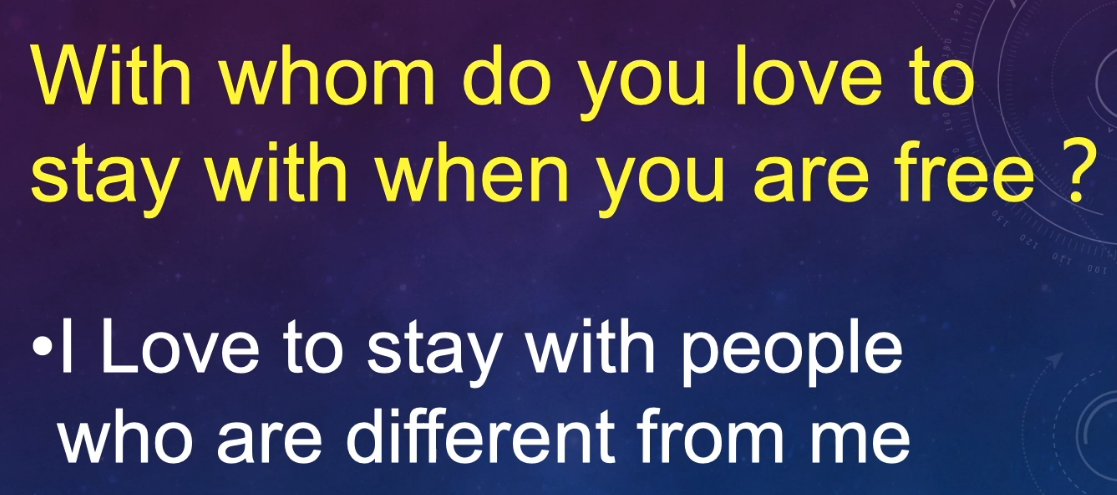 With whom do you love to
stay with when you are free ?
•I Love to stay with people
who are different from me